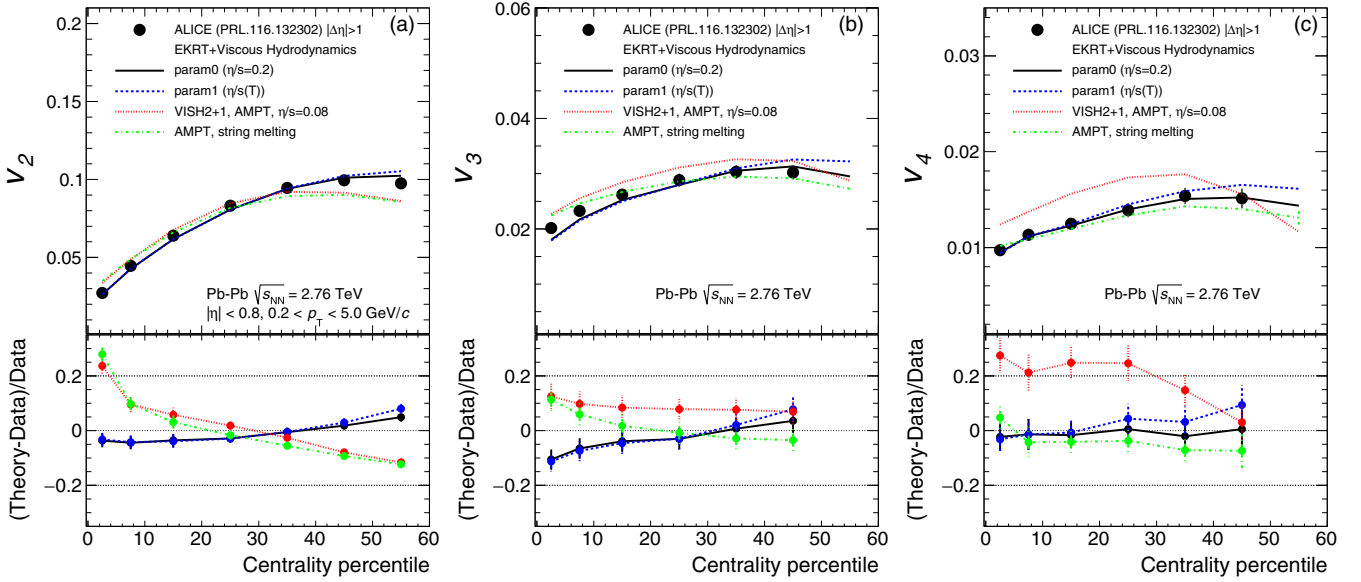 (a)
0.2
0.15
0.1
0.05
v2
ALICE (PRL.116.132302) |Δη|>1
EKRT+Viscous Hydrodynamics
param0 (η/s=0.2)
param1 (η/s(T))
VISH2+1, AMPT, η/s=0.08
AMPT, string melting
Pb-Pb √sNN = 2.76 TeV
|η| < 0.8, 0.2 < pT < 5.0 GeV/c
(Theory-Data)/Data
0.2
0
−0.2
0 10 20 30 40 50 60
Centrality percentile
(b)
0.06
0.04
0.02
v3
ALICE (PRL.116.132302) |Δη|>1
EKRT+Viscous Hydrodynamics
param0 (η/s=0.2)
param1 (η/s(T))
VISH2+1, AMPT, η/s=0.08
AMPT, string melting
Pb-Pb √sNN = 2.76 TeV
(Theory-Data)/Data
0.2
0
−0.2
0 10 20 30 40 50 60
Centrality percentile
(c)
0.03
0.02
0.01
v4
ALICE (PRL.116.132302) |Δη|>1
EKRT+Viscous Hydrodynamics
param0 (η/s=0.2)
param1 (η/s(T))
VISH2+1, AMPT, η/s=0.08
AMPT, string melting
Pb-Pb √sNN = 2.76 TeV
(Theory-Data)/Data
0.2
0
−0.2
0 10 20 30 40 50 60
Centrality percentile